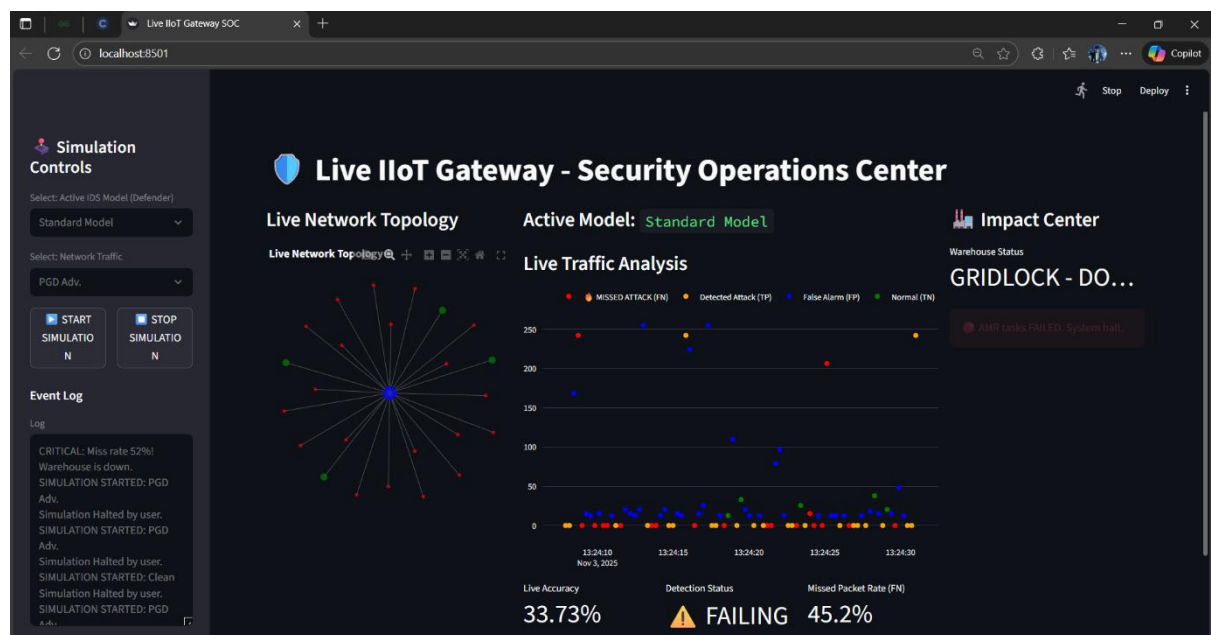 Live IIoT Gateway SOC
localhost:8501
Copilot
Stop Deploy
Simulation
Controls
Select: Active IDS Model (Defender)
Standard Model
Select: Network Traffic
PGD Adv.
START
SIMULATIO
N
STOP
SIMULATIO
N
Event Log
Log
CRITICAL: Miss rate 52%!
Warehouse is down.
SIMULATION STARTED: PGD
Adv.
Simulation Halted by user.
SIMULATION STARTED: PGD
Adv.
Simulation Halted by user.
SIMULATION STARTED: Clean
Simulation Halted by user.
SIMULATION STARTED: PGD
Adv.
Live IIoT Gateway - Security Operations Center
Live Network Topology
Live Network Topology
Active Model: Standard Model
Live Traffic Analysis
MISSED ATTACK (FN) Detected Attack (TP) False Alarm (FP) Normal (TN)
250
200
150
100
50
0
13:24:10 13:24:15 13:24:20 13:24:25 13:24:30
Nov 3, 2025
Live Accuracy
33.73%
Detection Status
FAILING
Missed Packet Rate (FN)
45.2%
Impact Center
Warehouse Status
GRIDLOCK - DO...
AMR tasks FAILED. System halt.